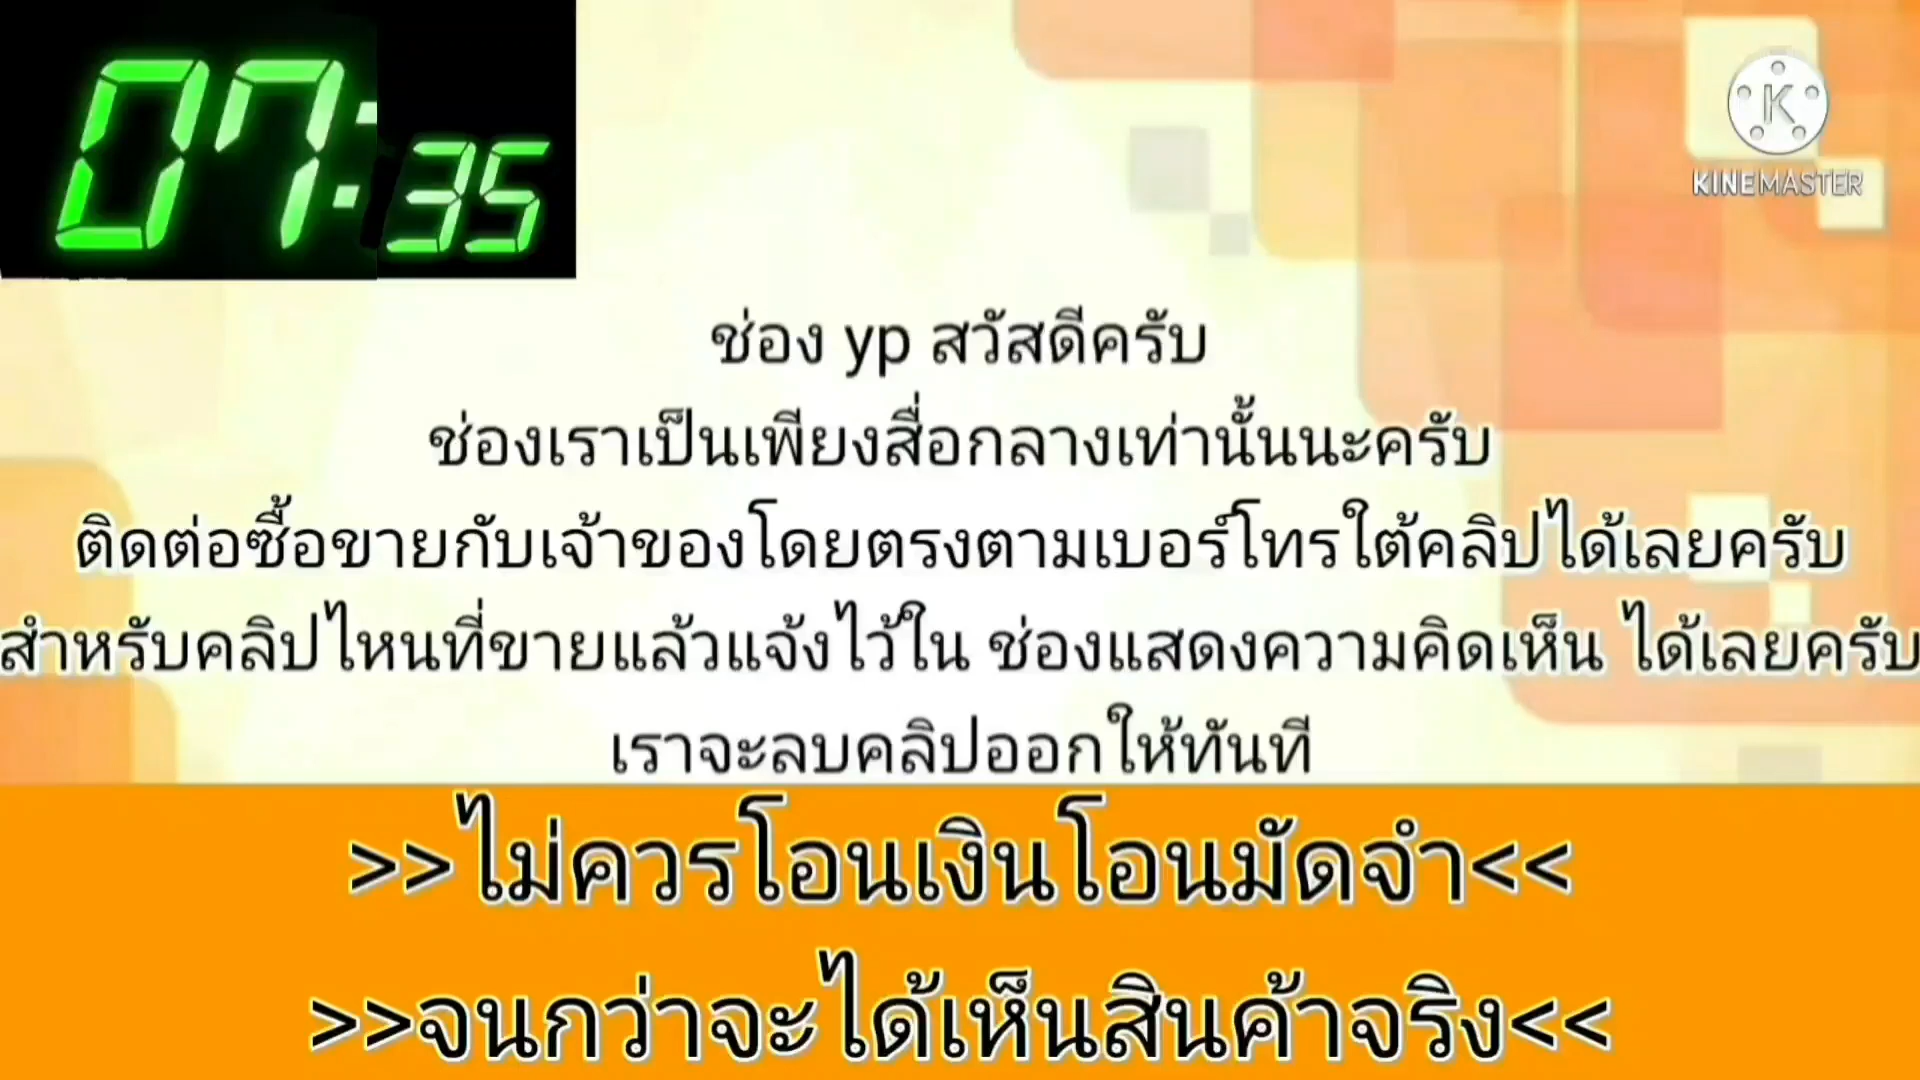 07:35
KINEMASTER
ช่อง yp สวัสดีครับ
ช่องเราเป็นเพียงสื่อกลางเท่านั้นนะครับ
ติดต่อซื้อขายกับเจ้าของโดยตรงตามเบอร์โทรใต้คลิปได้เลยครับ
สำหรับคลิปไหนที่ขายแล้วแจ้งไว้ใน ช่องแสดงความคิดเห็น ได้เลยครับ
เราจะลบคลิปออกให้ทันที
>>ไม่ควรโอนเงินโอนมัดจำ<<
>>จนกว่าจะได้เห็นสินค้าจริง<<